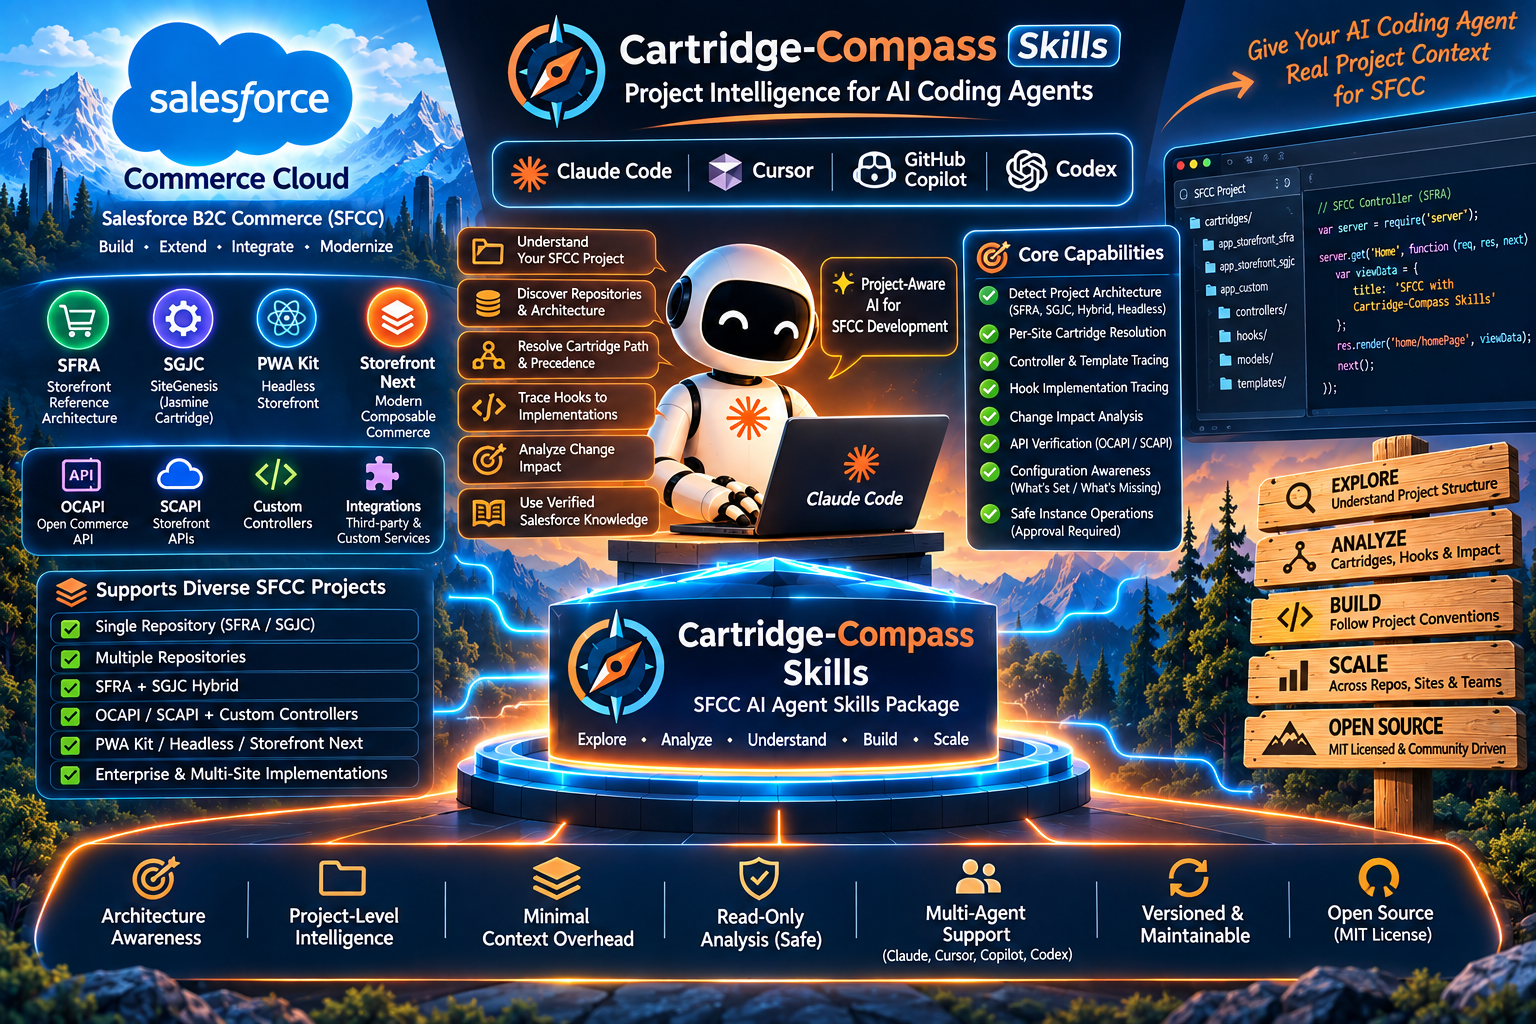 salesforce
Commerce Cloud
Salesforce B2C Commerce (SFCC)
Build • Extend • Integrate • Modernize
SFRA
Storefront
Reference
Architecture
SGJC
SiteGenesis
(Jasmine
Cartridge)
PWA Kit
Headless
Storefront
Storefront
Next
Modern
Composable
Commerce
API
OCAPI
Open Commerce
API
SCAPI
Storefront
APIs
Custom
Controllers
Integrations
Third-party &
Custom Services
Supports Diverse SFCC Projects
Single Repository (SFRA / SGJC)
Multiple Repositories
SFRA + SGJC Hybrid
OCAPI / SCAPI + Custom Controllers
PWA Kit / Headless / Storefront Next
Enterprise & Multi-Site Implementations
Cartridge-Compass Skills
Project Intelligence for AI Coding Agents
Claude Code
Cursor
GitHub
Copilot
Codex
Understand
Your SFCC Project
Discover Repositories
& Architecture
Resolve Cartridge Path
& Precedence
Trace Hooks to
Implementations
Analyze Change
Impact
Use Verified
Salesforce Knowledge
Project-Aware
AI for
SFCC Development
Claude Code
Core Capabilities
Detect Project Architecture
(SFRA, SGJC, Hybrid, Headless)
Per-Site Cartridge Resolution
Controller & Template Tracing
Hook Implementation Tracing
Change Impact Analysis
API Verification (OCAPI / SCAPI)
Configuration Awareness
(What's Set / What's Missing)
Safe Instance Operations
(Approval Required)
Give Your AI Coding Agent
Real Project Context
for SFCC
SFCC Project
cartridges/
app_storefront_sfra
app_storefront_sgjc
app_custom
controllers/
hooks/
models/
templates/
// SFCC Controller (SFRA)
var server = require('server');
server.get('Home', function (req, res, next)
var viewData = {
title: 'SFCC with
Cartridge-Compass Skills'
};
res.render('home/homePage', viewData);
next();
});
EXPLORE
Understand Project Structure
ANALYZE
Cartridges, Hooks & Impact
BUILD
Follow Project Conventions
SCALE
Across Repos, Sites & Teams
OPEN SOURCE
MIT Licensed & Community Driven
Cartridge-Compass
Skills
SFCC AI Agent Skills Package
Explore • Analyze • Understand • Build • Scale
Architecture
Awareness
Project-Level
Intelligence
Minimal
Context Overhead
Read-Only
Analysis (Safe)
Multi-Agent
Support
(Claude, Cursor, Copilot, Codex)
Versioned &
Maintainable
Open Source
(MIT License)